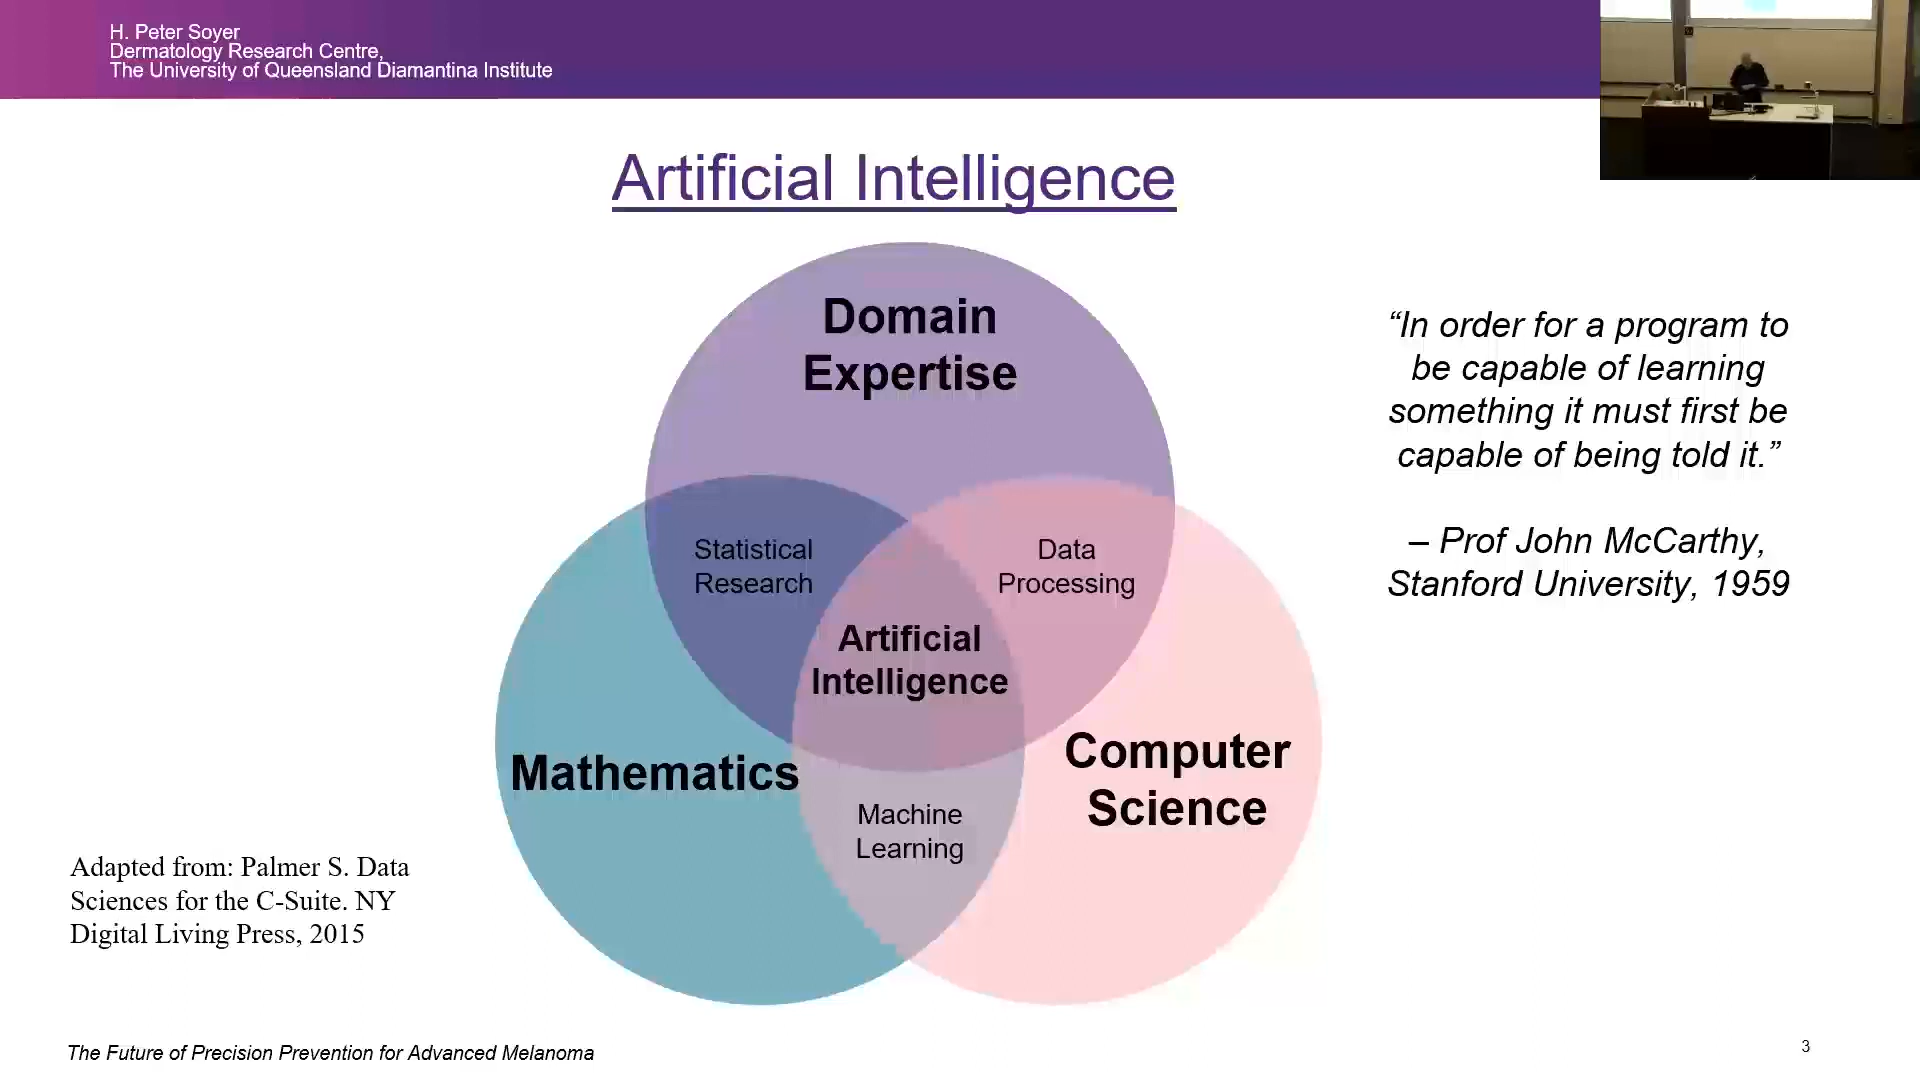 H. Peter Soyer
Dermatology Research Centre,
The University of Queensland Diamantina Institute
Artificial Intelligence
Domain
Expertise
Statistical
Research
Data
Processing
Artificial
Intelligence
Mathematics
Computer
Science
Machine
Learning
“In order for a program to
be capable of learning
something it must first be
capable of being told it.”
– Prof John McCarthy,
Stanford University, 1959
Adapted from: Palmer S. Data
Sciences for the C-Suite. NY
Digital Living Press, 2015
The Future of Precision Prevention for Advanced Melanoma
3